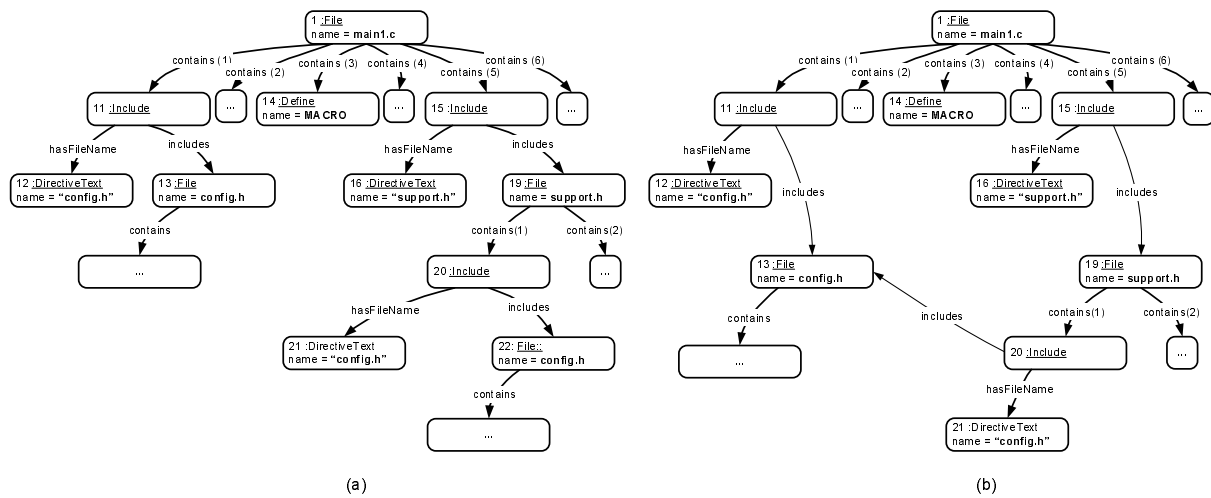 1 :File
name = main1.c
contains (1)
contains (2)
contains (3)
contains (4)
contains (5)
contains (6)
11 :Include
...
14 :Define
name = MACRO
...
15 :Include
...
hasFileName
includes
hasFileName
includes
12 :DirectiveText
name = “config.h”
13 :File
name = config.h
16 :DirectiveText
name = “support.h”
19 :File
name = support.h
contains
contains(1)
contains(2)
...
20 :Include
...
hasFileName
includes
21 :DirectiveText
name = “config.h”
22: File::
name = config.h
contains
...
(a)
1 :File
name = main1.c
contains (1)
contains (2)
contains (3)
contains (4)
contains (5)
contains (6)
11 :Include
...
14 :Define
name = MACRO
...
15 :Include
...
hasFileName
hasFileName
12 :DirectiveText
name = “config.h”
includes
16 :DirectiveText
name = “support.h”
includes
13 :File
name = config.h
19 :File
name = support.h
contains
includes
contains(1)
contains(2)
...
20 :Include
...
hasFileName
21 :DirectiveText
name = “config.h”
(b)